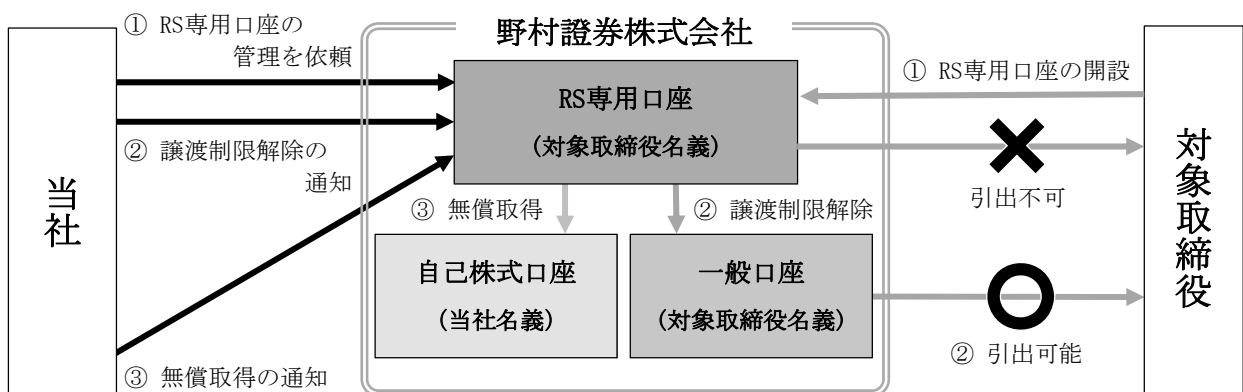 ① RS専用口座の
管理を依頼
② 譲渡制限解除の
通知
③ 無償取得の通知
当社
野村證券株式会社
RS専用口座
(対象取締役名義)
③ 無償取得
② 譲渡制限解除
自己株式口座
(当社名義)
一般口座
(対象取締役名義)
① RS専用口座の開設
引出不可
② 引出可能
対象取締役